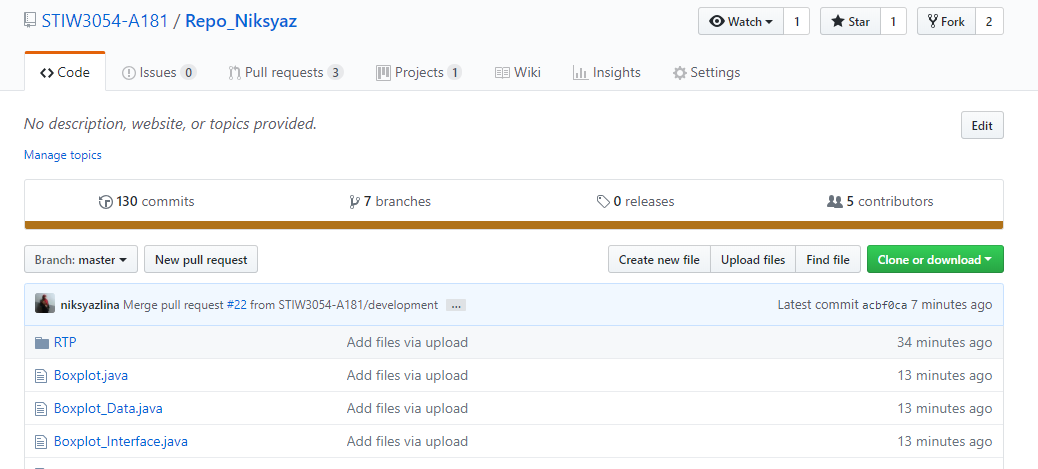 STIW3054-A181 / Repo_Niksyaz Watch 1 Star 1 Fork 2
Code Issues 0 Pull requests 3 Projects 1 Wiki Insights Settings
No description, website, or topics provided. Edit
Manage topics
130 commits 7 branches 0 releases 5 contributors
Branch: master New pull request Create new file Upload files Find file Clone or download
niksyazlina Merge pull request #22 from STIW3054-A181/development ... Latest commit acbf0ca 7 minutes ago
RTP Add files via upload 34 minutes ago
Boxplot.java Add files via upload 13 minutes ago
Boxplot_Data.java Add files via upload 13 minutes ago
Boxplot_Interface.java Add files via upload 13 minutes ago